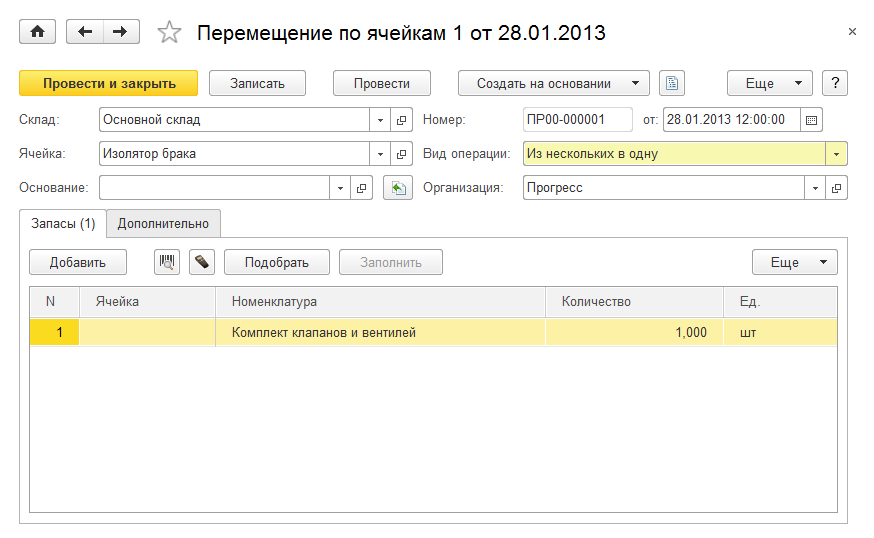 Перемещение по ячейкам 1 от 28.01.2013
Провести и закрыть Записать Провести Создать на основании Еще ?
Склад: Основной склад Номер: ПР00-000001 от: 28.01.2013 12:00:00
Ячейка: Изолятор брака Вид операции: Из нескольких в одну
Основание: Организация: Прогресс
Запасы (1) Дополнительно
Добавить Подобрать Заполнить Еще
N Ячейка Номенклатура Количество Ед.
1 Комплект клапанов и вентилей 1,000 шт